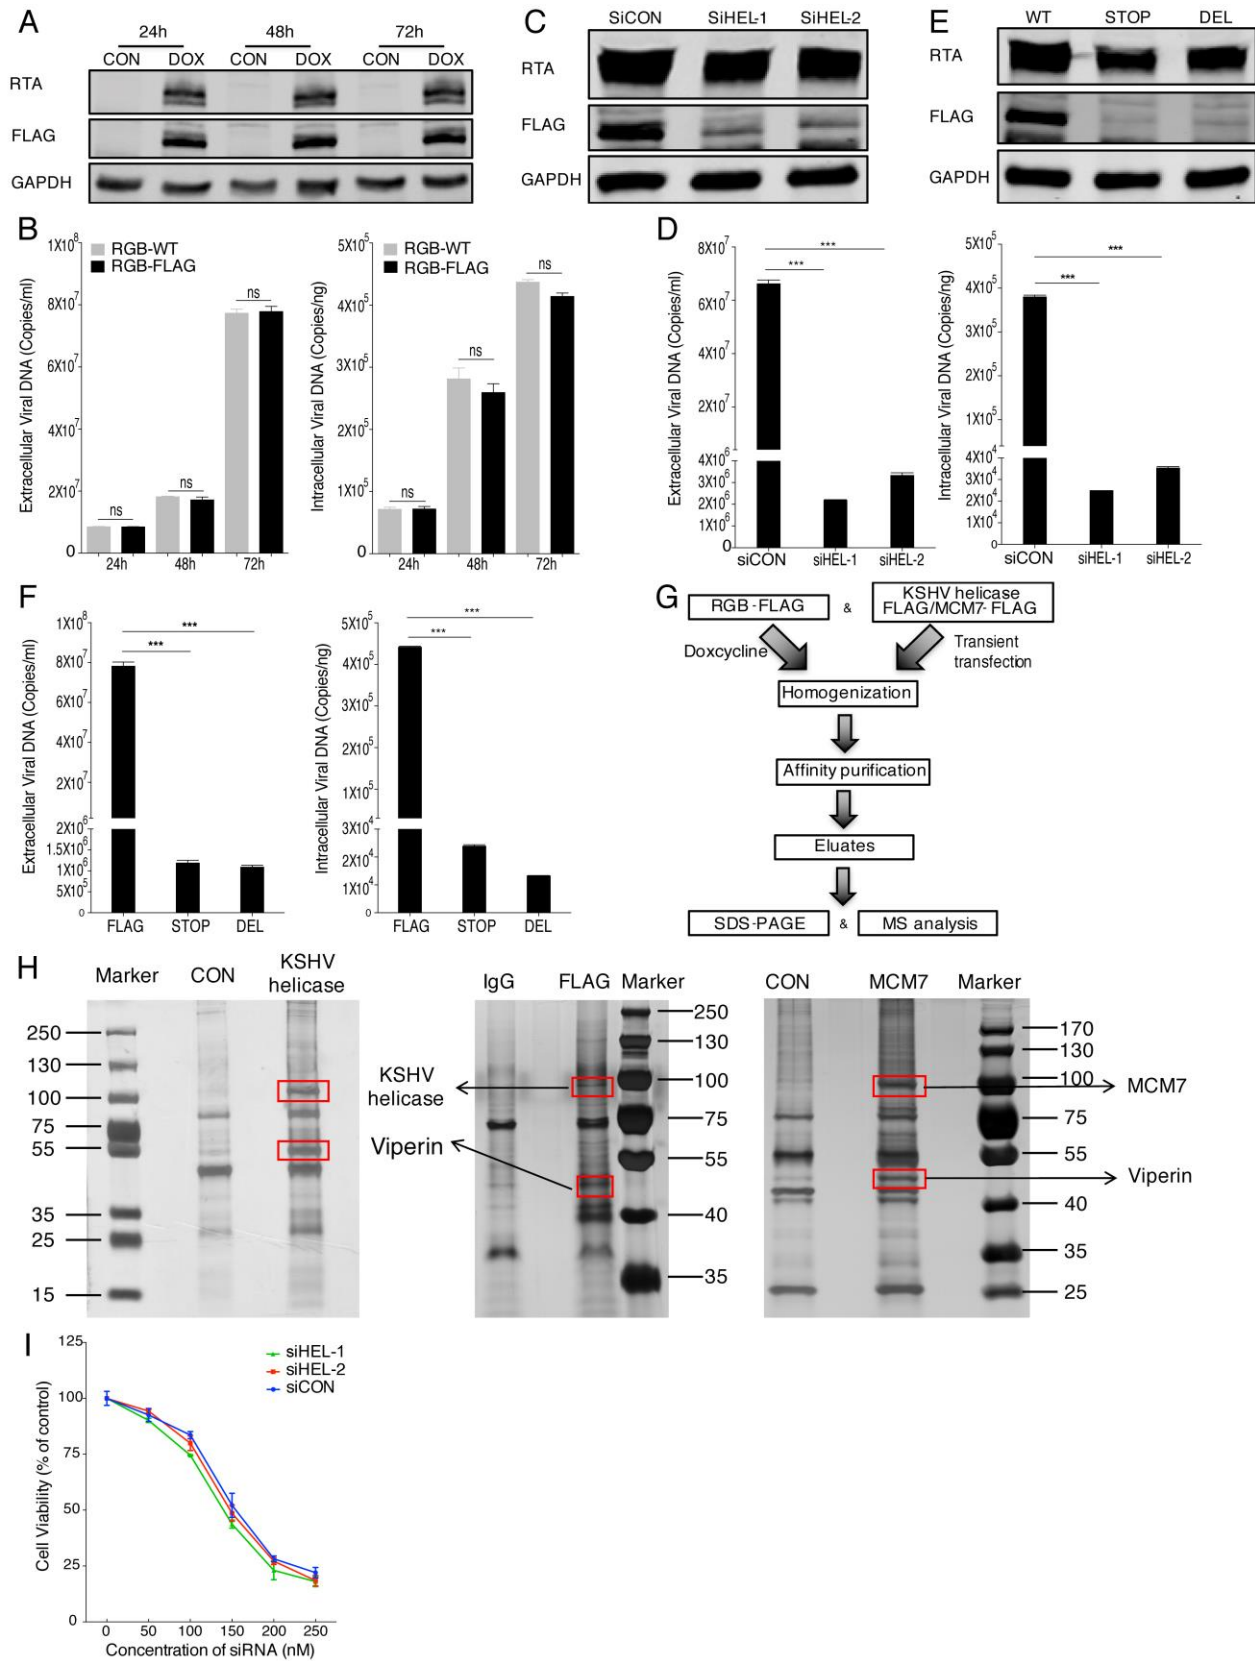 A
24h 48h 72h
CON DOX CON DOX CON DOX
RTA
FLAG
GAPDH
C
SiCON SiHEL-1 SiHEL-2
RTA
FLAG
GAPDH
E
WT STOP DEL
RTA
FLAG
GAPDH
B
RGB-WT
RGB-FLAG
Extracellular Viral DNA (Copies/ml)
1X10^8
8X10^7
6X10^7
4X10^7
2X10^7
0
ns ns ns
24h 48h 72h
RGB-WT
RGB-FLAG
Intracellular Viral DNA (Copies/ng)
5X10^5
4X10^5
3X10^5
2X10^5
1X10^5
0
ns ns ns
24h 48h 72h
D
Extracellular Viral DNA (Copies/ml)
8X10^7
6X10^7
4X10^7
2X10^7
4X10^6
3X10^6
2X10^6
1X10^6
0
***
***
siCON siHEL-1 siHEL-2
Intracellular Viral DNA (Copies/ng)
5X10^5
4X10^5
3X10^5
2X10^5
1X10^5
4X10^4
3X10^4
2X10^4
1X10^4
0
***
***
siCON siHEL-1 siHEL-2
F
Extracellular Viral DNA (Copies/ml)
1X10^8
8X10^7
6X10^7
4X10^7
2X10^7
2X10^6
1.5X10^6
1X10^6
5X10^5
0
***
***
FLAG STOP DEL
Intracellular Viral DNA (Copies/ng)
5X10^5
4X10^5
4X10^5
2X10^5
1X10^5
3X10^4
2X10^4
1X10^4
0
***
***
FLAG STOP DEL
G
RGB-FLAG & KSHV helicase
FLAG/MCM7-FLAG
Doxcycline
Transient
transfection
Homogenization
Affinity purification
Eluates
SDS-PAGE & MS analysis
H
Marker CON KSHV
helicase
250
130
100
75
55
35
25
15
KSHV
helicase
Viperin
IgG FLAG Marker
250
130
100
75
55
40
35
CON MCM7 Marker
170
130
100
75
55
40
35
25
MCM7
Viperin
I
siHEL-1
siHEL-2
siCON
Cell Viability (% of control)
125
100
75
50
25
0
0 50 100 150 200 250
Concentration of siRNA (nM)